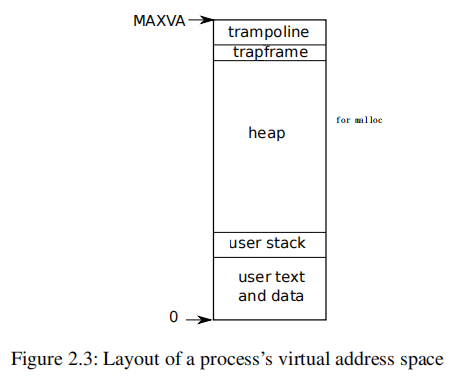 MAXVA
trampoline
trapframe
heap
for malloc
user stack
user text
and data
0
Figure 2.3: Layout of a process’s virtual address space